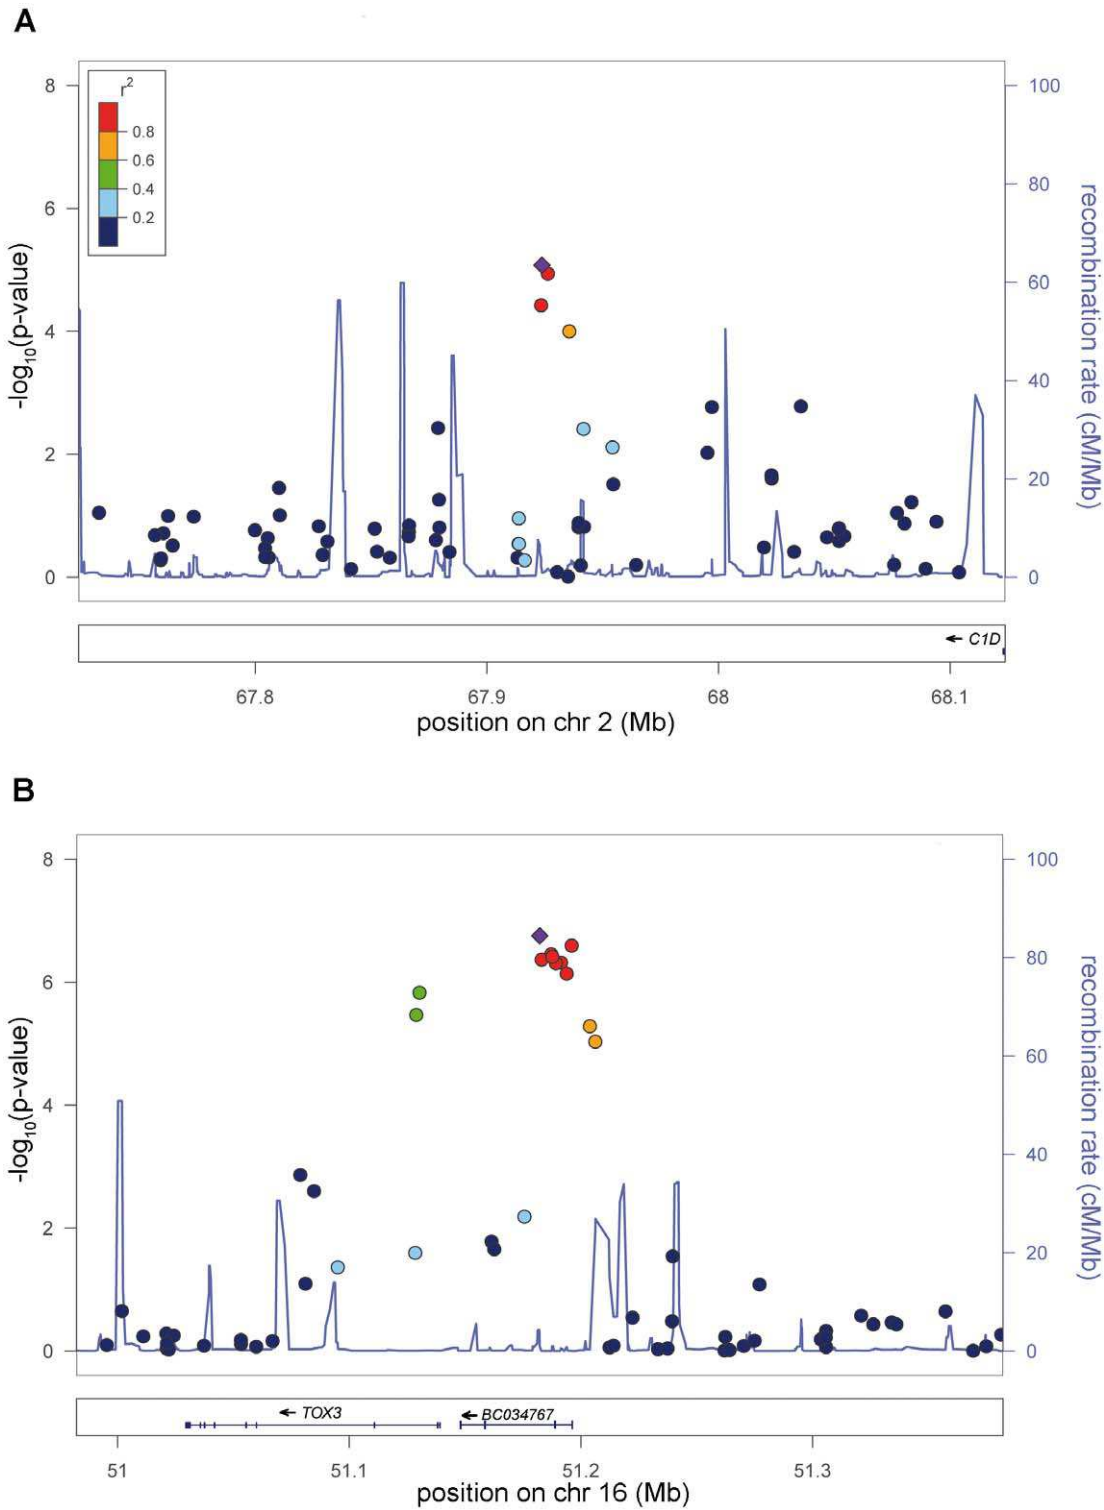 A
8
6
4
2
0
-log10(p-value)
r2
0.8
0.6
0.4
0.2
100
80
60
40
20
0
recombination rate (cM/Mb)
← C1D
67.8 67.9 68 68.1
position on chr 2 (Mb)
B
8
6
4
2
0
-log10(p-value)
100
80
60
40
20
0
recombination rate (cM/Mb)
← TOX3 ← BC034767
51 51.1 51.2 51.3
position on chr 16 (Mb)